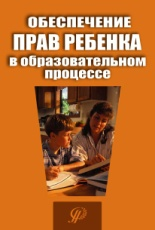 ОБЕСПЕЧЕНИЕ
ПРАВ РЕБЕНКА
в образовательном
процессе